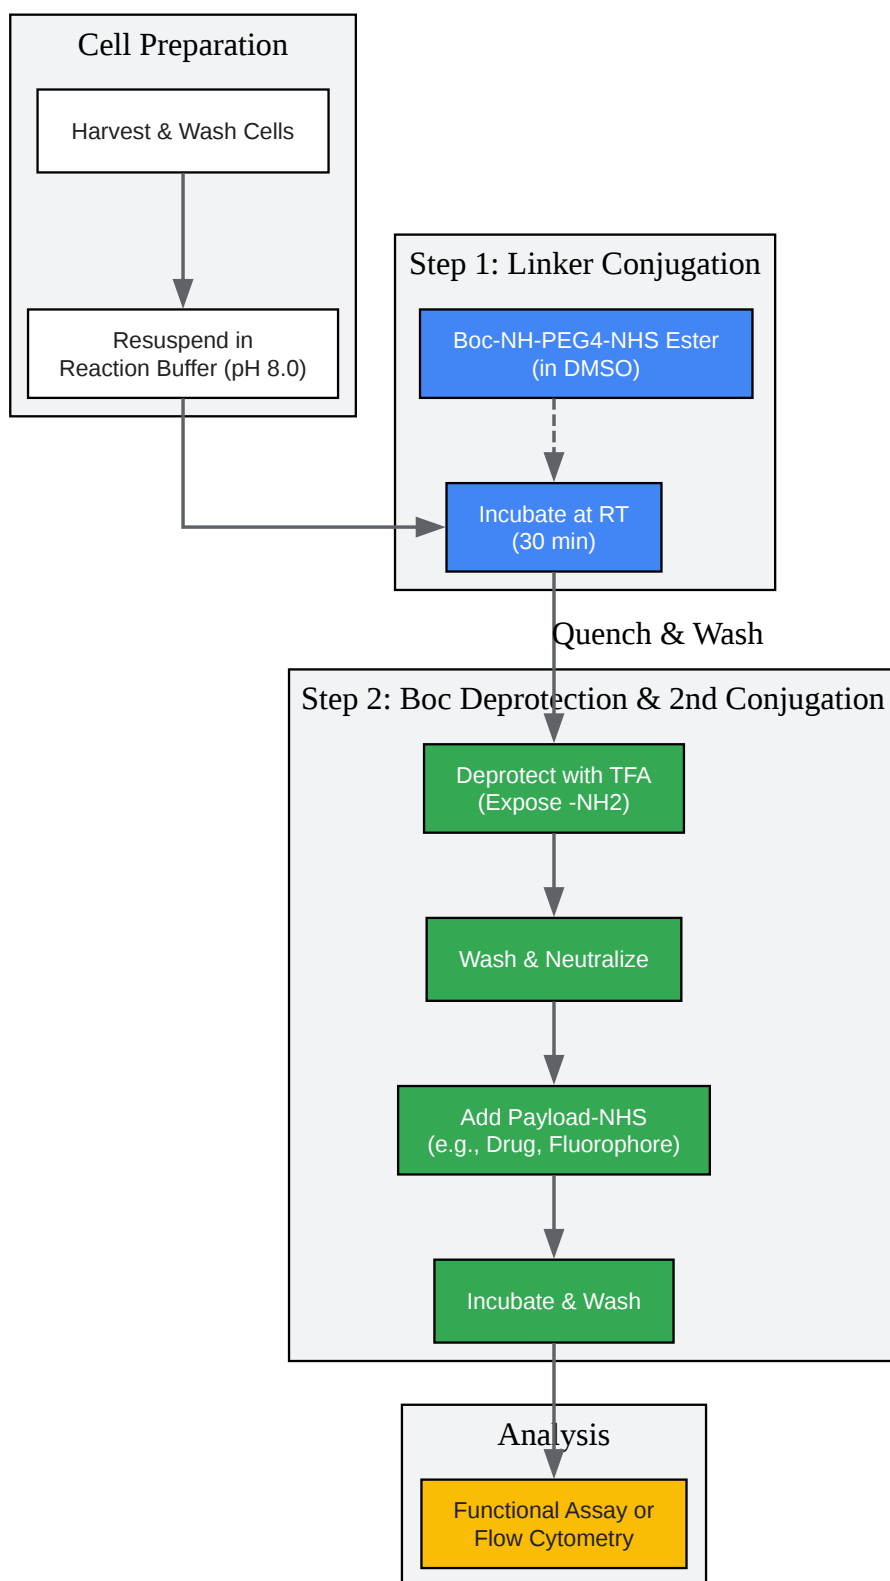 Cell Preparation
Harvest & Wash Cells
Resuspend in
Reaction Buffer (pH 8.0)
Step 1: Linker Conjugation
Boc-NH-PEG4-NHS Ester
(in DMSO)
Incubate at RT
(30 min)
Quench & Wash
Step 2: Boc Deprotection & 2nd Conjugation
Deprotect with TFA
(Expose -NH2)
Wash & Neutralize
Add Payload-NHS
(e.g., Drug, Fluorophore)
Incubate & Wash
Analysis
Functional Assay or
Flow Cytometry